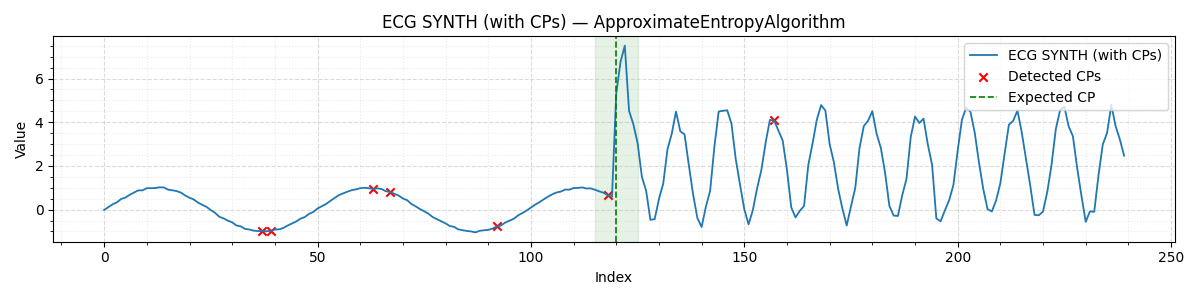 ECG SYNTH (with CPs) — ApproximateEntropyAlgorithm
ECG SYNTH (with CPs)
Detected CPs
Expected CP
Value
6
4
2
0
0
50
100
150
200
250
Index